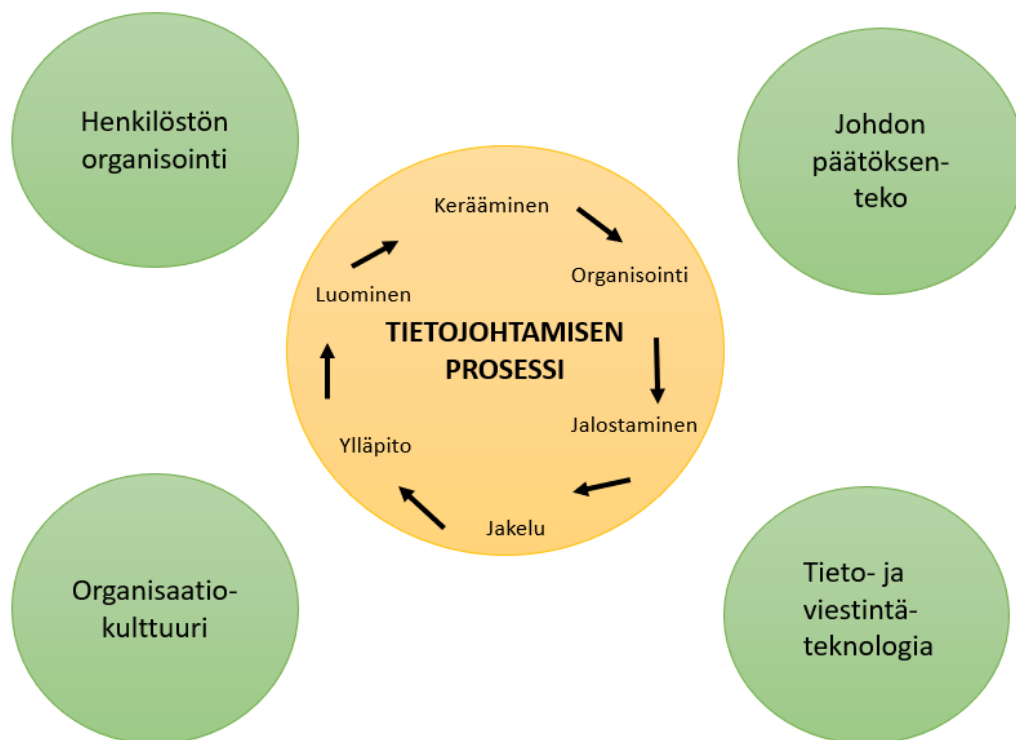 Henkilöstön
organisointi
Johdon
päätöksen-
teko
Kerääminen
Organisointi
Luominen
TIETOJOHTAMISEN
PROSESSI
Jalostaminen
Ylläpito
Jakelu
Organisaatio-
kulttuuri
Tieto- ja
viestintä-
teknologia